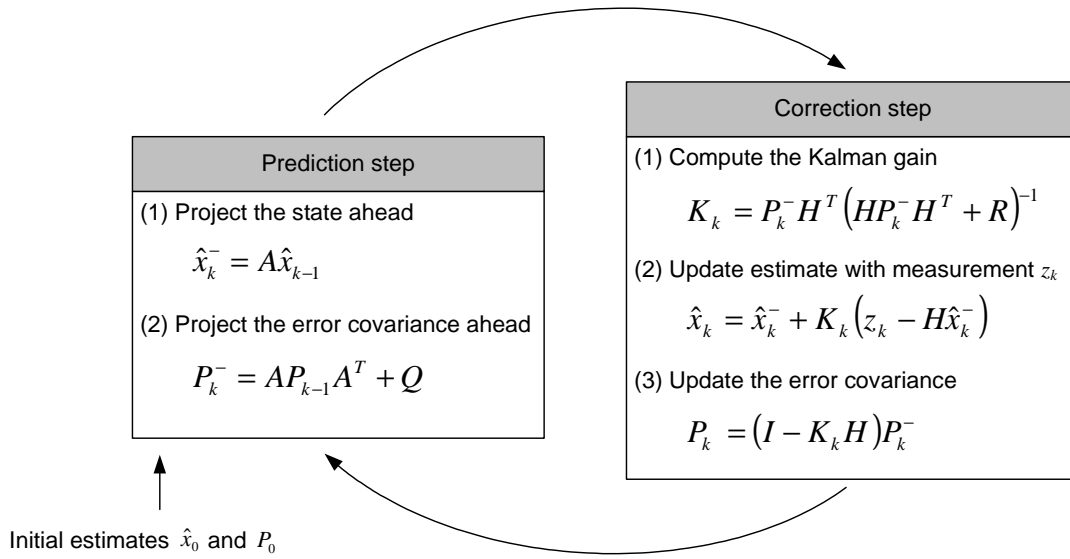 Prediction step
(1) Project the state ahead
x̂ₖ⁻ = Ax̂ₖ₋₁
(2) Project the error covariance ahead
Pₖ⁻ = APₖ₋₁Aᵀ + Q
Initial estimates x̂₀ and P₀
Correction step
(1) Compute the Kalman gain
Kₖ = Pₖ⁻Hᵀ(HPₖ⁻Hᵀ + R)⁻¹
(2) Update estimate with measurement zₖ
x̂ₖ = x̂ₖ⁻ + Kₖ(zₖ − Hx̂ₖ⁻)
(3) Update the error covariance
Pₖ = (I − KₖH)Pₖ⁻